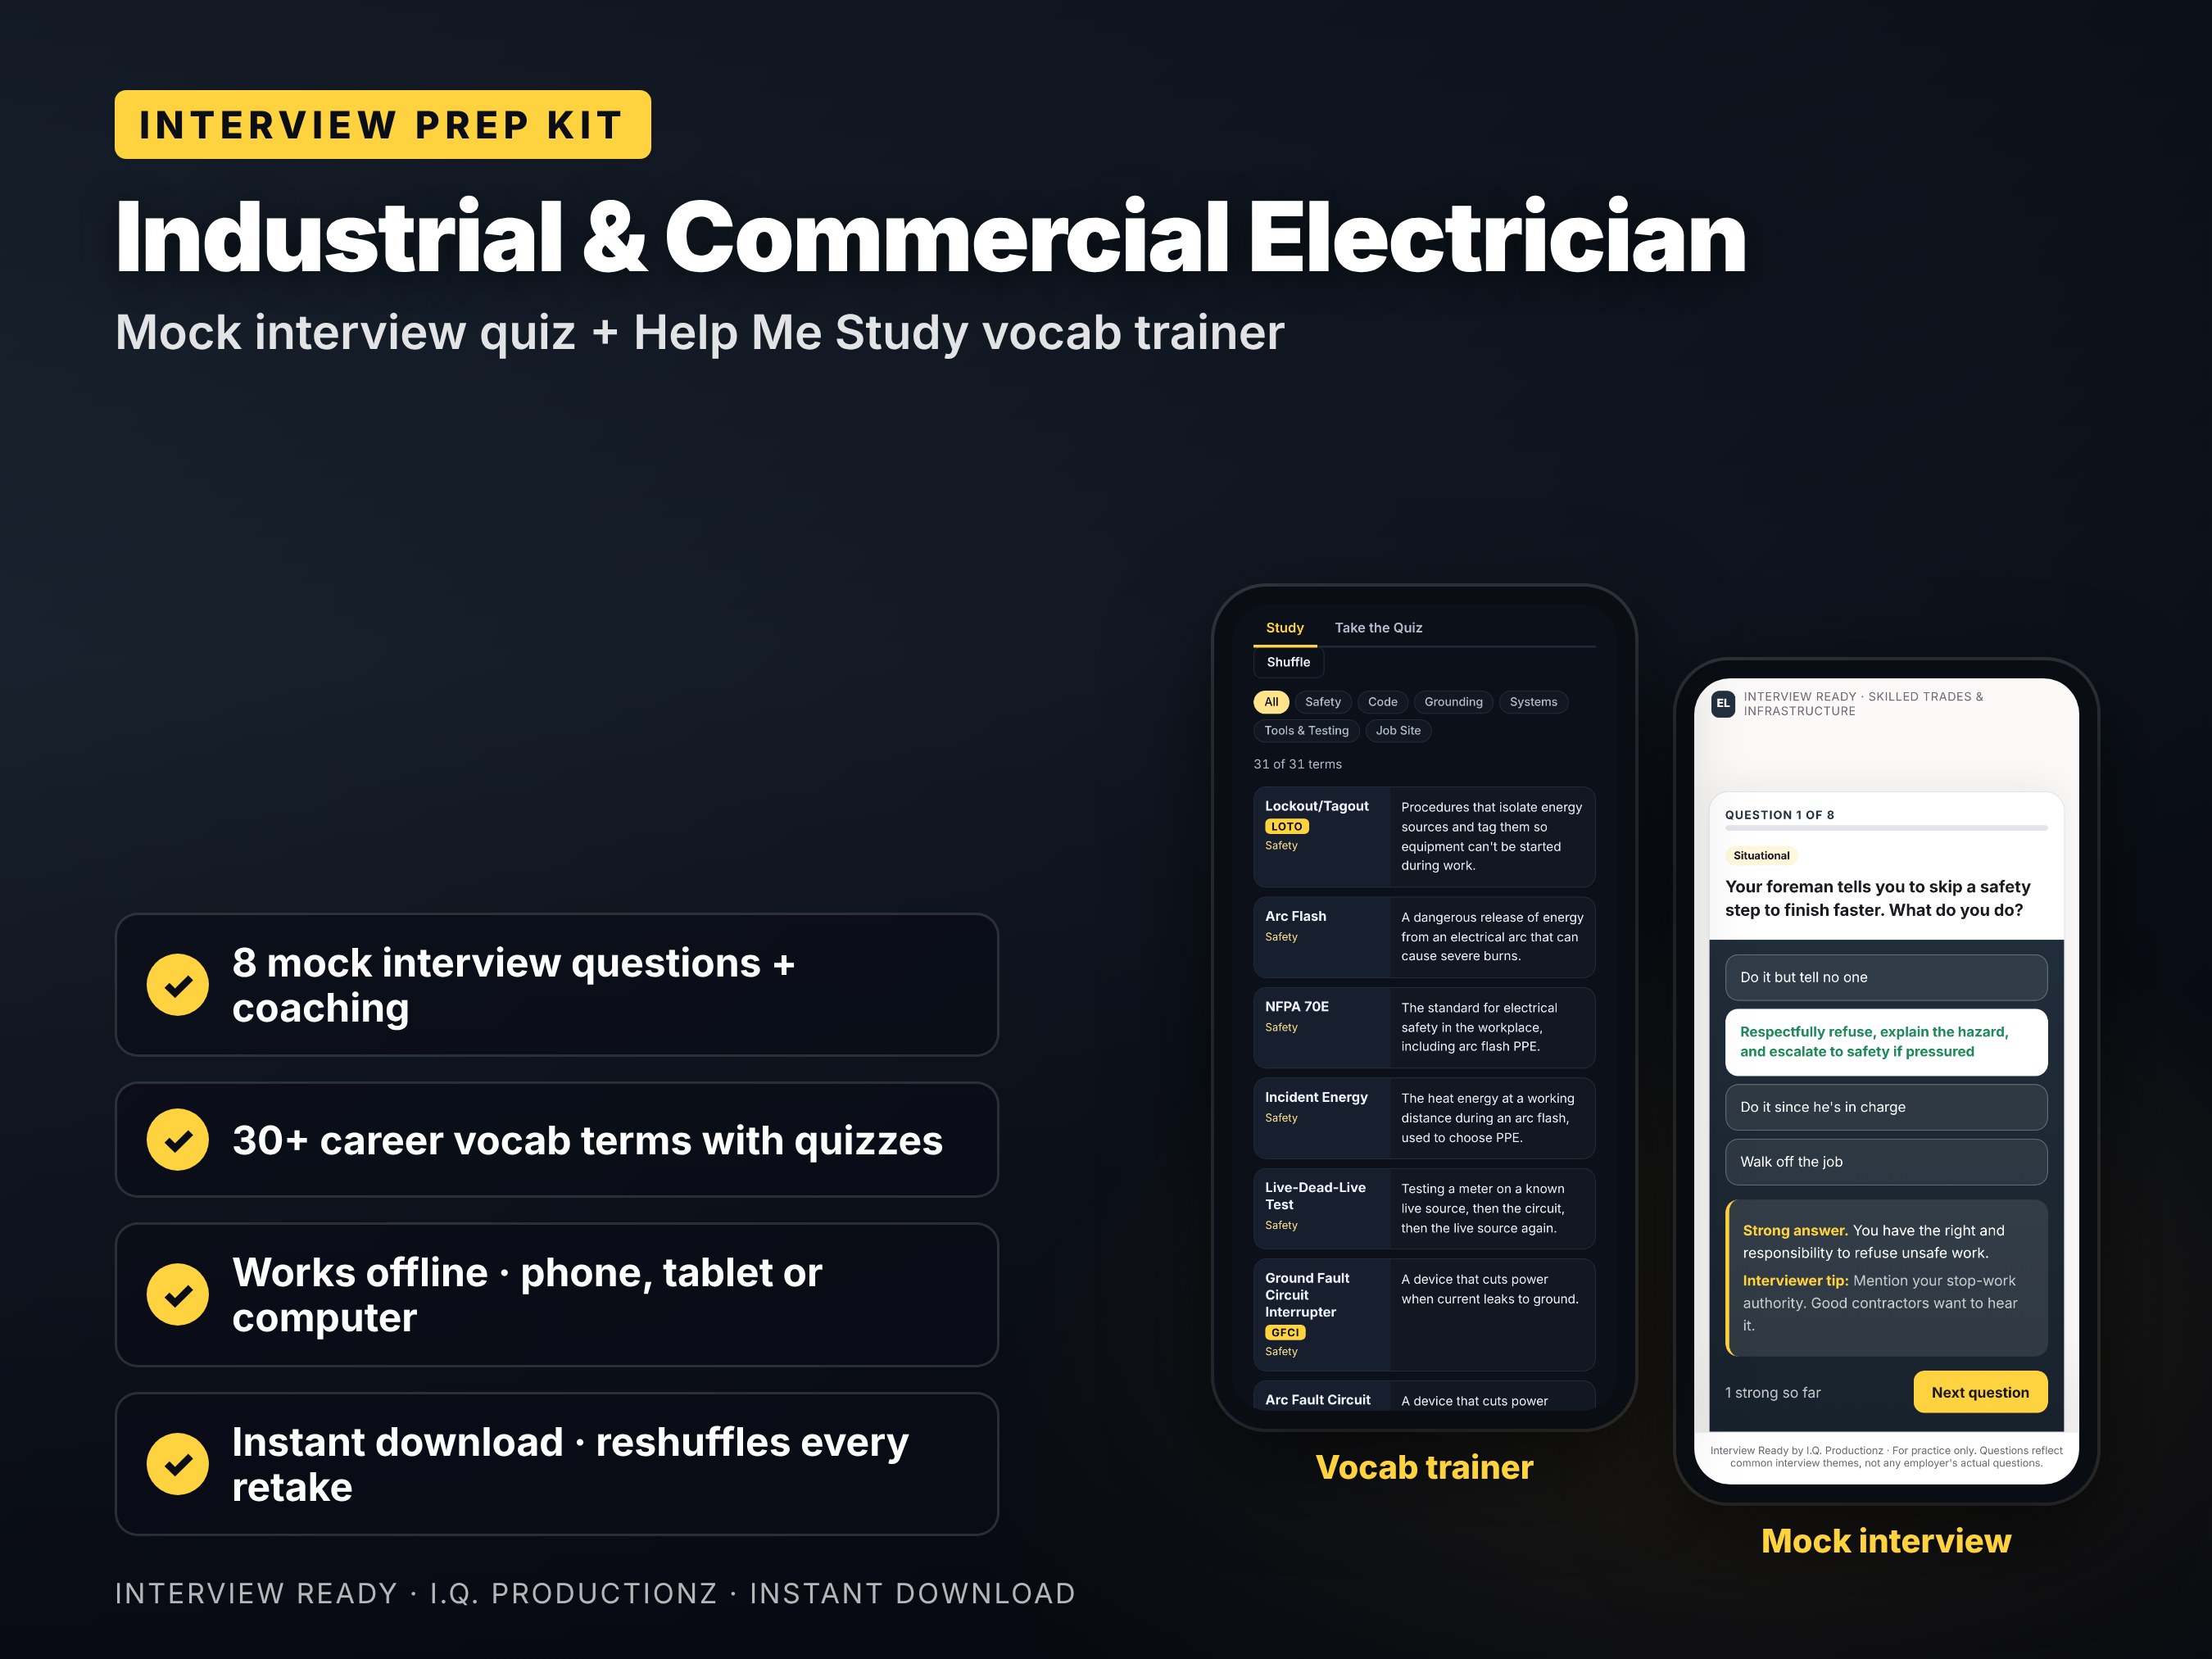 INTERVIEW PREP KIT
Industrial & Commercial Electrician
Mock interview quiz + Help Me Study vocab trainer
8 mock interview questions +
coaching
30+ career vocab terms with quizzes
Works offline · phone, tablet or
computer
Instant download · reshuffles every
retake
INTERVIEW READY · I.Q. PRODUCTIONZ · INSTANT DOWNLOAD
Study
Take the Quiz
Shuffle
All
Safety
Code
Grounding
Systems
Tools & Testing
Job Site
31 of 31 terms
Lockout/Tagout
LOTO
Safety
Procedures that isolate energy
sources and tag them so
equipment can't be started
during work.
Arc Flash
Safety
A dangerous release of energy
from an electrical arc that can
cause severe burns.
NFPA 70E
Safety
The standard for electrical
safety in the workplace,
including arc flash PPE.
Incident Energy
Safety
The heat energy at a working
distance during an arc flash,
used to choose PPE.
Live-Dead-Live
Test
Safety
Testing a meter on a known
live source, then the circuit,
then the live source again.
Ground Fault
Circuit
Interrupter
GFCI
Safety
A device that cuts power
when current leaks to ground.
Arc Fault Circuit
A device that cuts power
Vocab trainer
EL
INTERVIEW READY · SKILLED TRADES &
INFRASTRUCTURE
QUESTION 1 OF 8
Situational
Your foreman tells you to skip a safety
step to finish faster. What do you do?
Do it but tell no one
Respectfully refuse, explain the hazard,
and escalate to safety if pressured
Do it since he's in charge
Walk off the job
Strong answer. You have the right and
responsibility to refuse unsafe work.
Interviewer tip: Mention your stop-work
authority. Good contractors want to hear
it.
1 strong so far
Next question
Interview Ready by I.Q. Productionz · For practice only. Questions reflect
common interview themes, not any employer's actual questions.
Mock interview